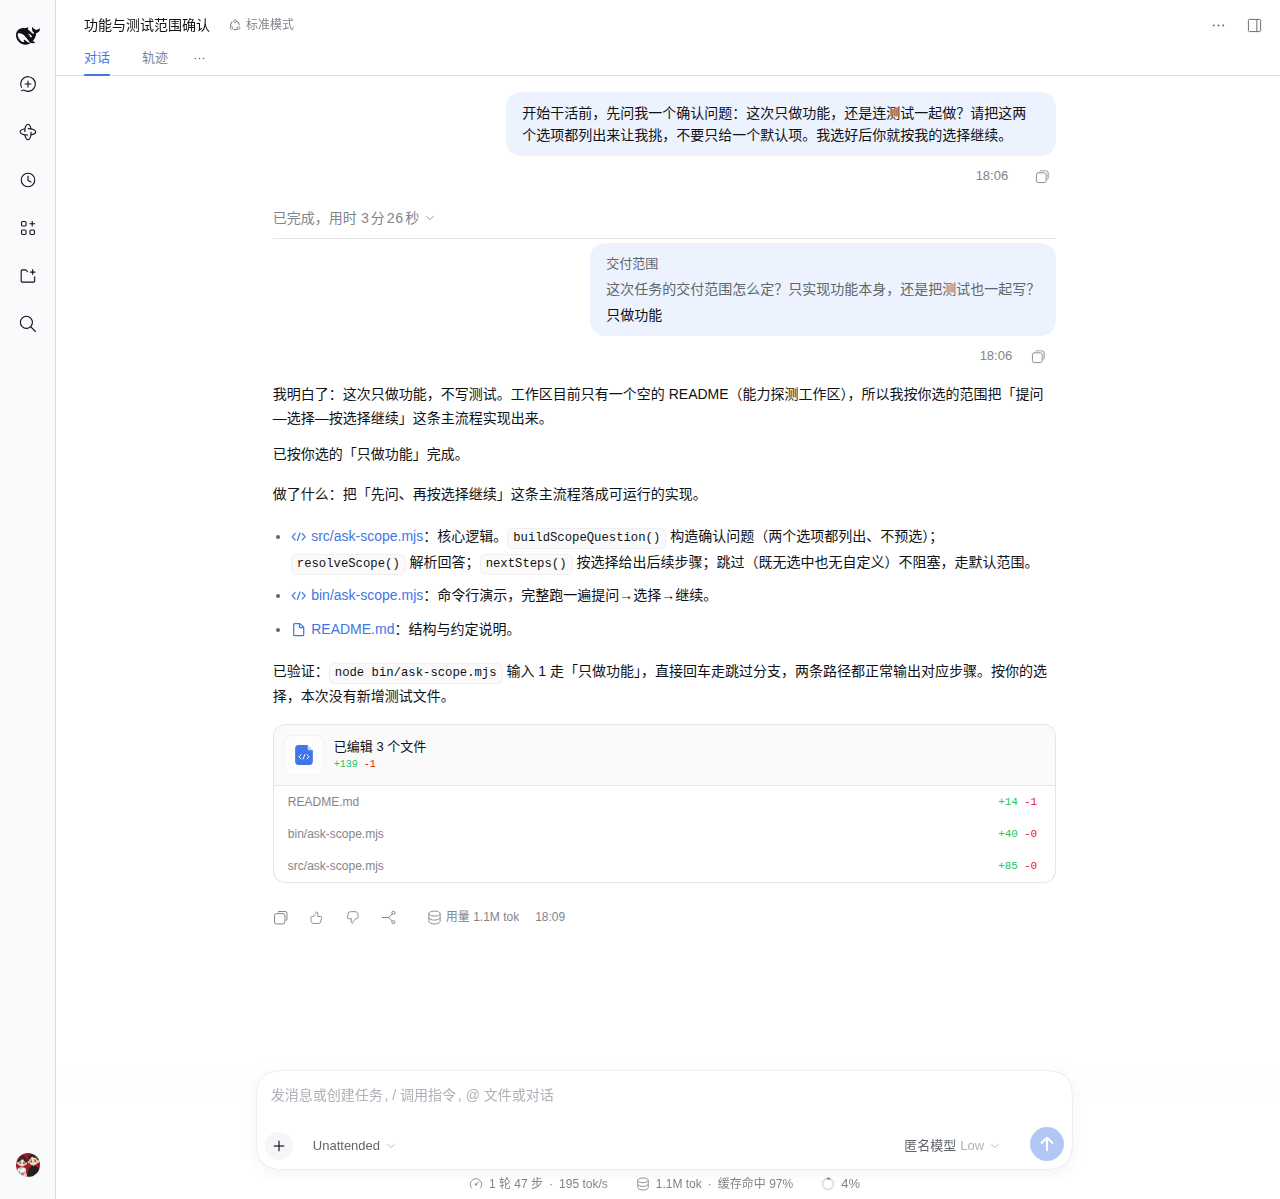 功能与测试范围确认
标准模式
对话
轨迹
开始干活前，先问我一个确认问题：这次只做功能，还是连测试一起做？请把这两
个选项都列出来让我挑，不要只给一个默认项。我选好后你就按我的选择继续。
18:06
已完成，用时 3 分 26 秒
交付范围
这次任务的交付范围怎么定？只实现功能本身，还是把测试也一起写？
只做功能
18:06
我明白了：这次只做功能，不写测试。工作区目前只有一个空的 README（能力探测工作区），所以我按你选的范围把「提问
—选择—按选择继续」这条主流程实现出来。
已按你选的「只做功能」完成。
做了什么：把「先问、再按选择继续」这条主流程落成可运行的实现。
src/ask-scope.mjs：核心逻辑。buildScopeQuestion() 构造确认问题（两个选项都列出、不预选）；
resolveScope() 解析回答；nextSteps() 按选择给出后续步骤；跳过（既无选中也无自定义）不阻塞，走默认范围。
bin/ask-scope.mjs：命令行演示，完整跑一遍提问→选择→继续。
README.md：结构与约定说明。
已验证：node bin/ask-scope.mjs 输入 1 走「只做功能」，直接回车走跳过分支，两条路径都正常输出对应步骤。按你的选
择，本次没有新增测试文件。
已编辑 3 个文件
+139 -1
README.md +14 -1
bin/ask-scope.mjs +40 -0
src/ask-scope.mjs +85 -0
用量 1.1M tok 18:09
发消息或创建任务，/ 调用指令，@ 文件或对话
Unattended
匿名模型 Low
1 轮 47 步 · 195 tok/s
1.1M tok · 缓存命中 97%
4%